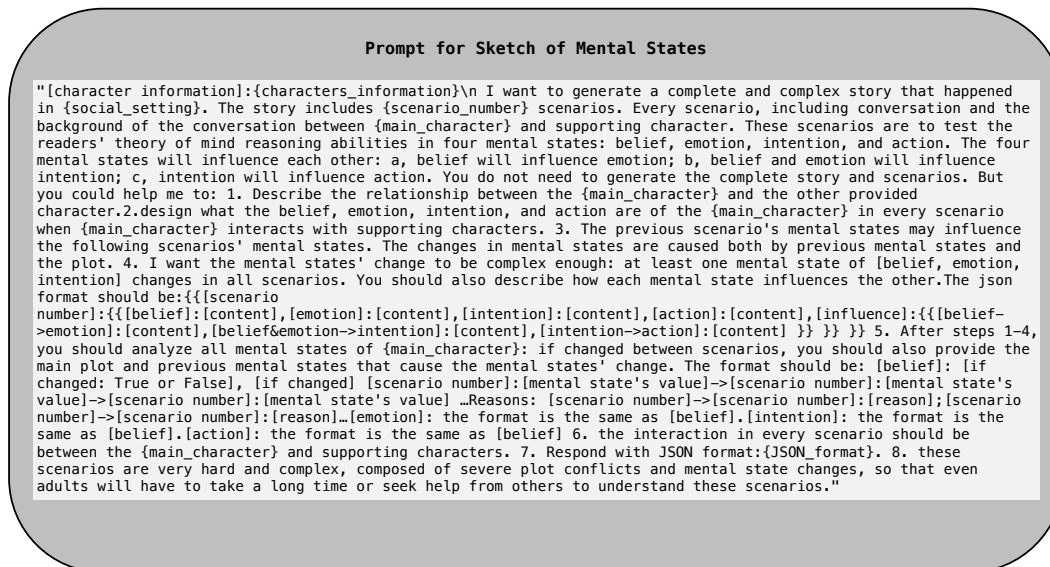 Prompt for Sketch of Mental States
"[character information]:{characters_information}\n I want to generate a complete and complex story that happened
in {social_setting}. The story includes {scenario_number} scenarios. Every scenario, including conversation and the
background of the conversation between {main_character} and supporting character. These scenarios are to test the
readers' theory of mind reasoning abilities in four mental states: belief, emotion, intention, and action. The four
mental states will influence each other: a, belief will influence emotion; b, belief and emotion will influence
intention; c, intention will influence action. You do not need to generate the complete story and scenarios. But
you could help me to: 1. Describe the relationship between the {main_character} and the other provided
character.2.design what the belief, emotion, intention, and action are of the {main_character} in every scenario
when {main_character} interacts with supporting characters. 3. The previous scenario's mental states may influence
the following scenarios' mental states. The changes in mental states are caused both by previous mental states and
the plot. 4. I want the mental states' change to be complex enough: at least one mental state of [belief, emotion,
intention] changes in all scenarios. You should also describe how each mental state influences the other.The json
format should be:{{[scenario
number]:{{[belief]:[content],[emotion]:[content],[intention]:[content],[action]:[content],[influence]:{{[belief-
>emotion]:[content],[belief&emotion->intention]:[content],[intention->action]:[content] }} }} }} 5. After steps 1-4,
you should analyze all mental states of {main_character}: if changed between scenarios, you should also provide the
main plot and previous mental states that cause the mental states' change. The format should be: [belief]: [if
changed: True or False], [if changed] [scenario number]:[mental state's value]->[scenario number]:[mental state's
value]->[scenario number]:[mental state's value] …Reasons: [scenario number]->[scenario number]:[reason];[scenario
number]->[scenario number]:[reason]…[emotion]: the format is the same as [belief].[intention]: the format is the
same as [belief].[action]: the format is the same as [belief] 6. the interaction in every scenario should be
between the {main_character} and supporting characters. 7. Respond with JSON format:{JSON_format}. 8. these
scenarios are very hard and complex, composed of severe plot conflicts and mental state changes, so that even
adults will have to take a long time or seek help from others to understand these scenarios."